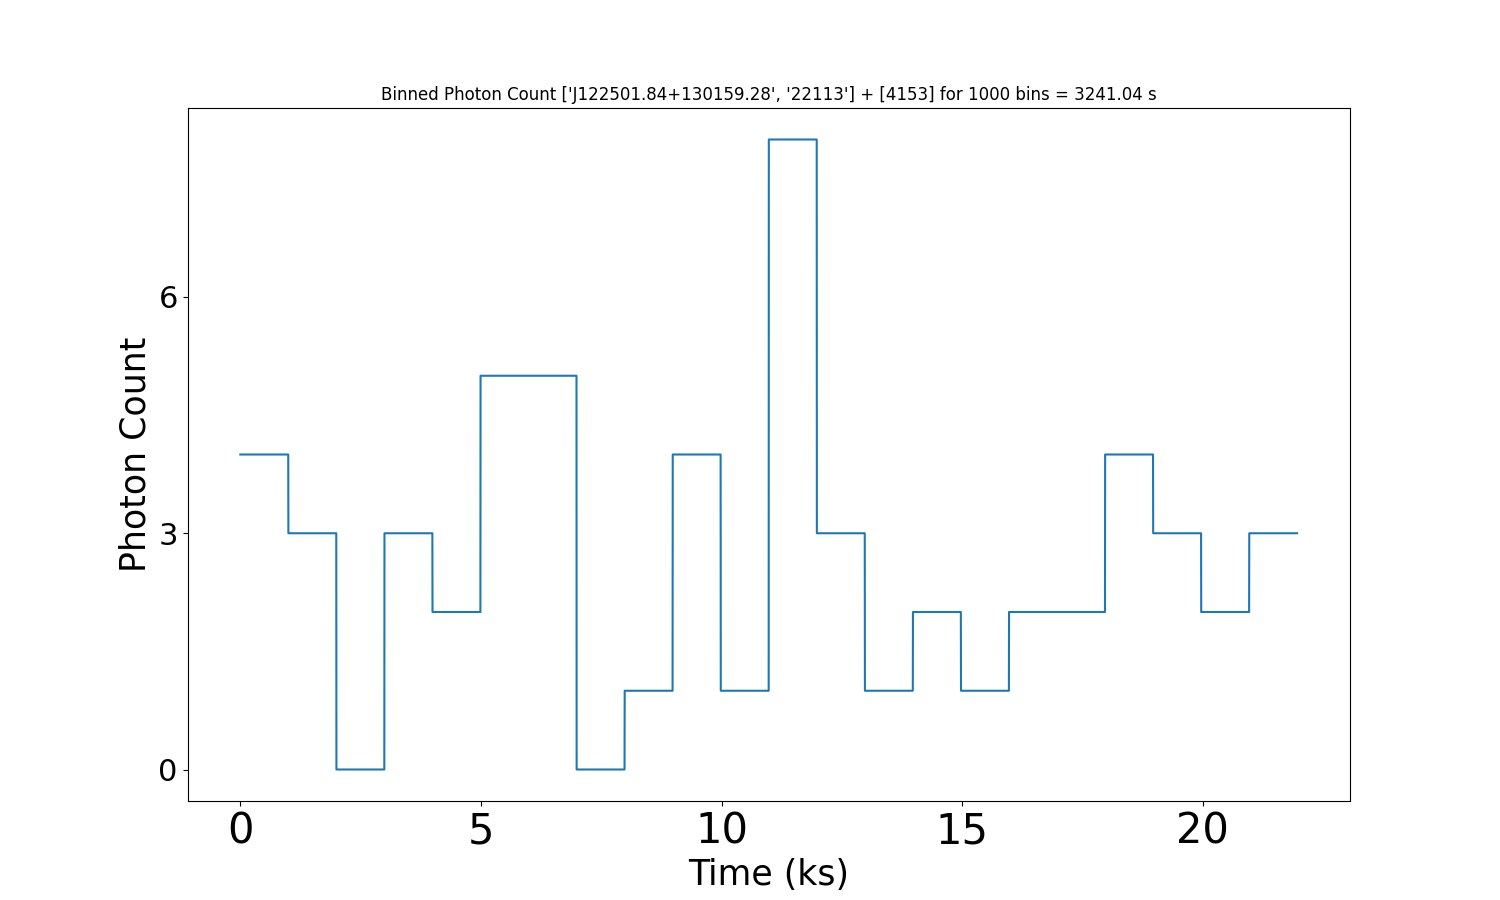 Binned Photon Count ['J122501.84+130159.28', '22113'] + [4153] for 1000 bins = 3241.04 s
Photon Count
6
3
0
0 5 10 15 20
Time (ks)